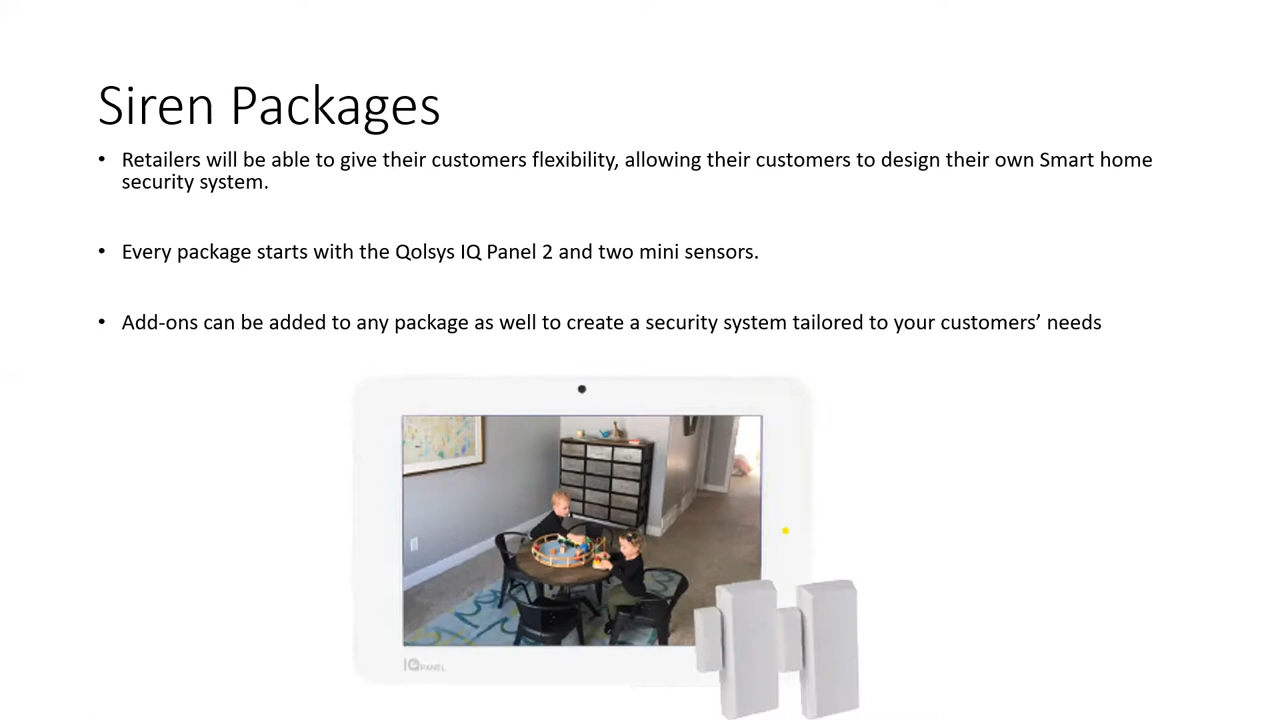 Siren Packages
• Retailers will be able to give their customers flexibility, allowing their customers to design their own Smart home
security system.
• Every package starts with the Qolsys IQ Panel 2 and two mini sensors.
• Add-ons can be added to any package as well to create a security system tailored to your customers’ needs
IQ PANEL